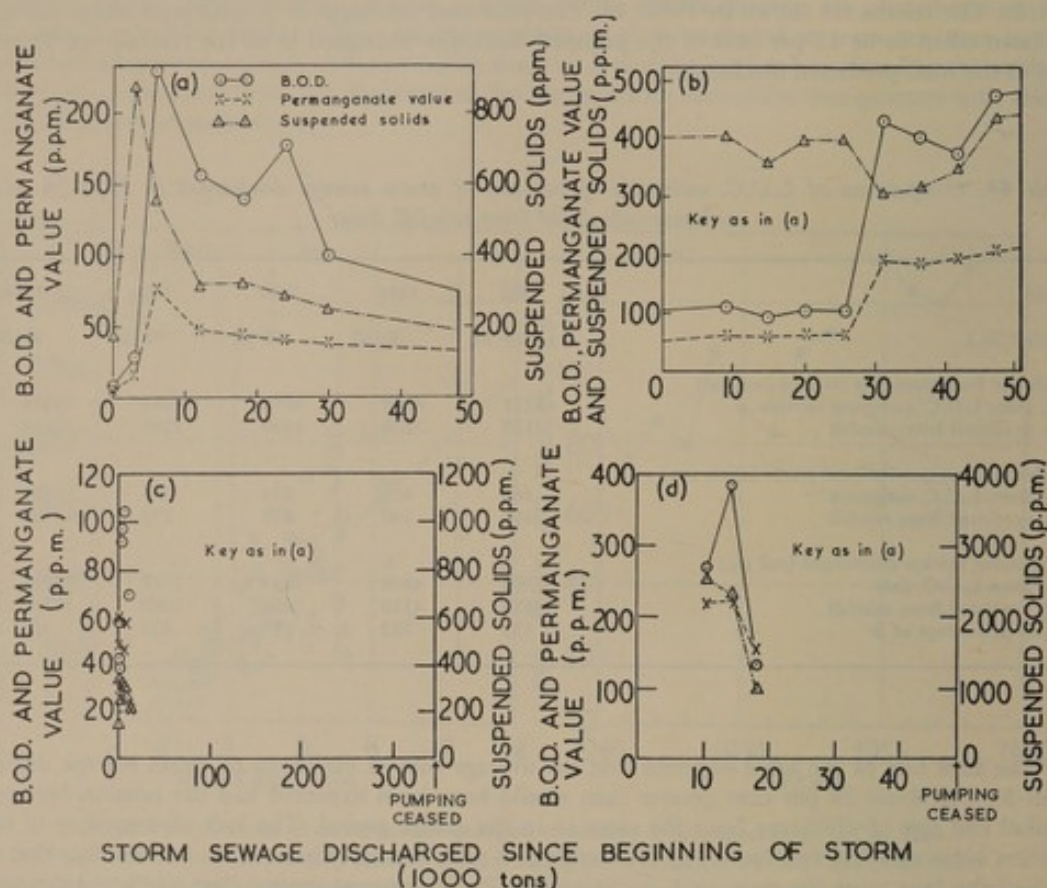 (a)
B.O.D.
Permanganate value
Suspended solids
B.O.D. AND PERMANGANATE
VALUE (p.p.m.)
200
150
100
50
0 10 20 30 40 50
800
600
400
200
SUSPENDED SOLIDS (p.p.m.)
(b)
Key as in (a)
B.O.D., PERMANGANATE VALUE
AND SUSPENDED SOLIDS (p.p.m.)
500
400
300
200
100
0 10 20 30 40 50
(c)
Key as in (a)
B.O.D. AND PERMANGANATE
VALUE (p.p.m.)
120
100
80
60
40
20
0 100 200 300
PUMPING
CEASED
1200
1000
800
600
400
200
0
SUSPENDED SOLIDS (p.p.m.)
(d)
Key as in (a)
B.O.D. AND PERMANGANATE
VALUE (p.p.m.)
400
300
200
100
0
10 20
PUMPING
CEASED
4000
3000
2000
1000
0
SUSPENDED SOLIDS (p.p.m.)
STORM SEWAGE DISCHARGED SINCE BEGINNING OF STORM
(1000 tons)